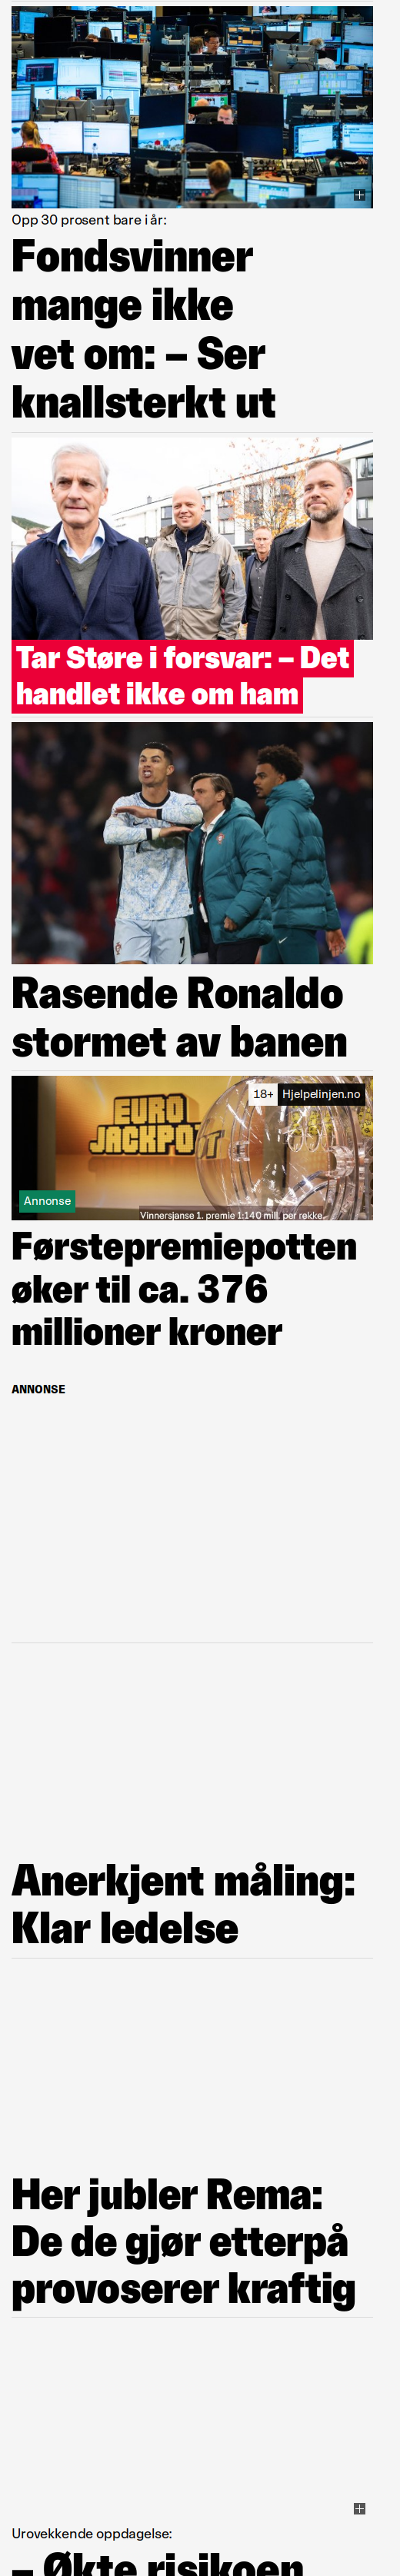 Opp 30 prosent bare i år:
Fondsvinner
mange ikke
vet om: – Ser
knallsterkt ut
Tar Støre i forsvar: – Det
handlet ikke om ham
7
Rasende Ronaldo
stormet av banen
18+ Hjelpelinjen.no
EURO
JACKPOT
Annonse
Vinnersjanse 1. premie 1:140 mill. per rekke.
Førstepremiepotten
øker til ca. 376
millioner kroner
ANNONSE
Anerkjent måling:
Klar ledelse
Her jubler Rema:
De de gjør etterpå
provoserer kraftig
Urovekkende oppdagelse:
– Økte risikoen